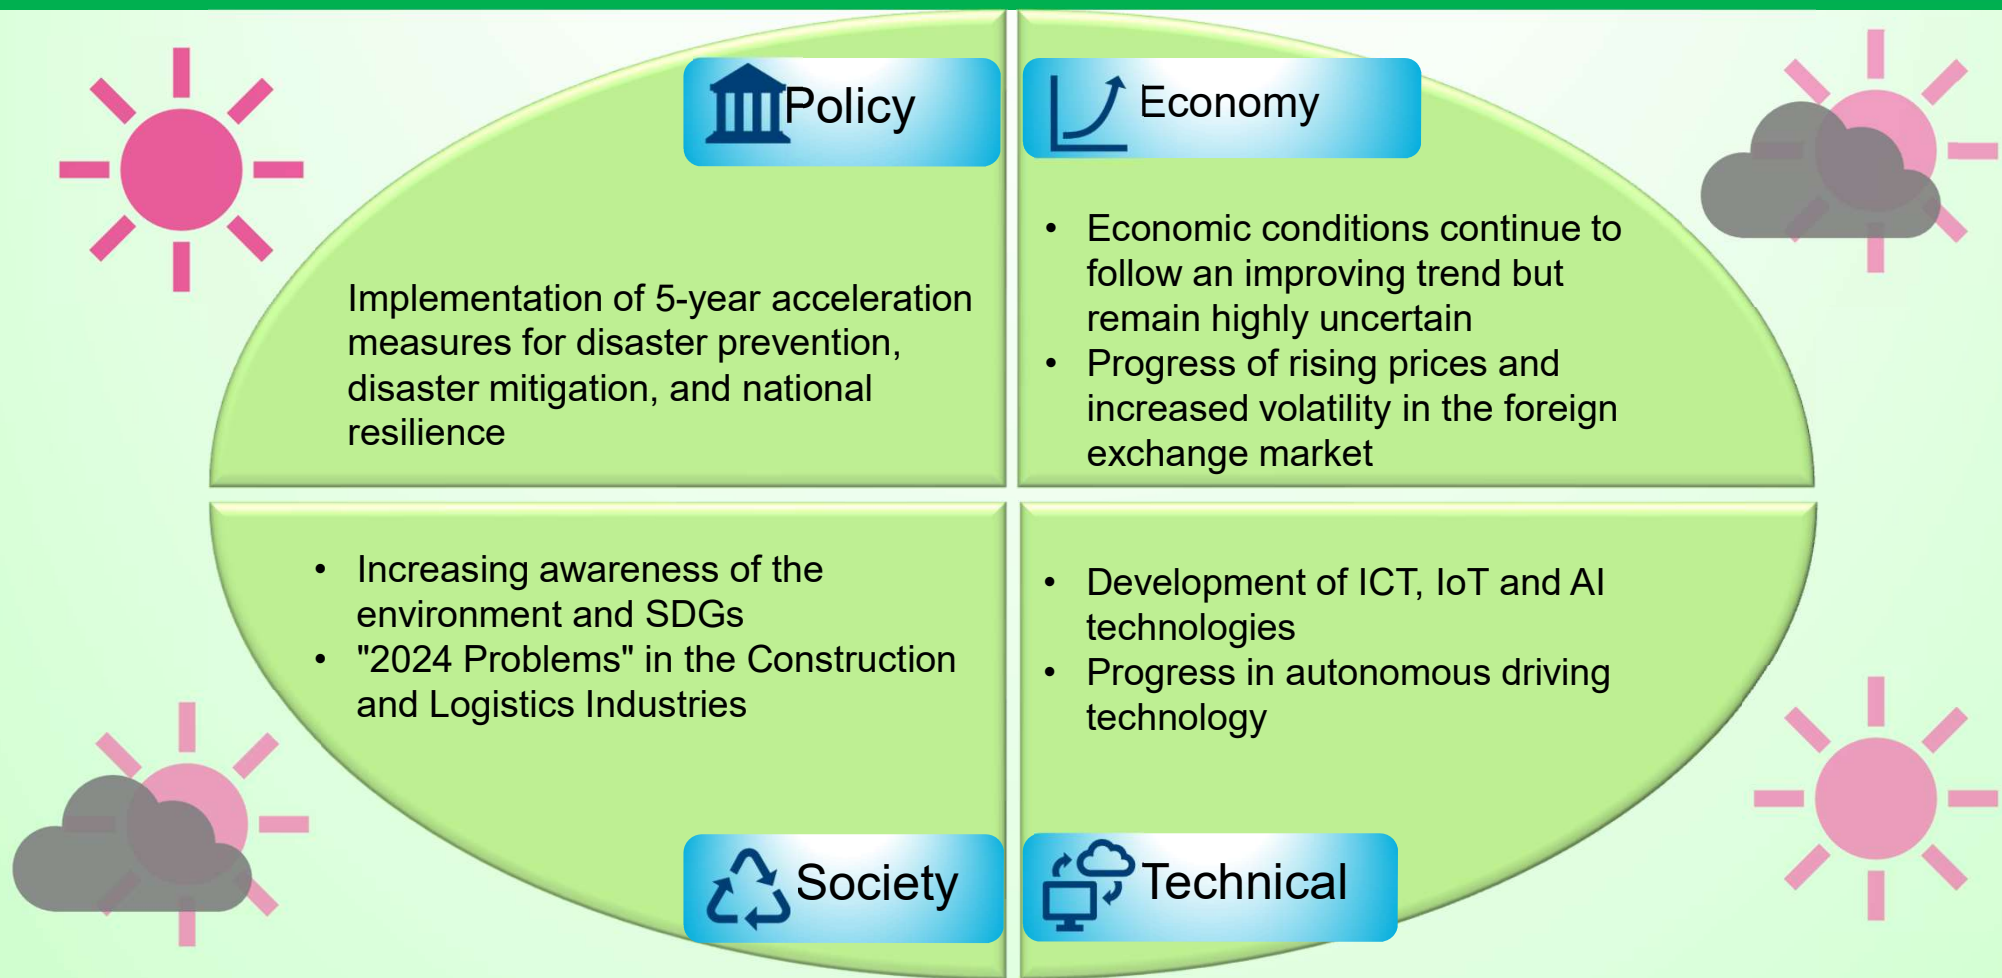 Policy
Implementation of 5-year acceleration
measures for disaster prevention,
disaster mitigation, and national
resilience
Economy
• Economic conditions continue to
follow an improving trend but
remain highly uncertain
• Progress of rising prices and
increased volatility in the foreign
exchange market
• Increasing awareness of the
environment and SDGs
• "2024 Problems" in the Construction
and Logistics Industries
Society
• Development of ICT, IoT and AI
technologies
• Progress in autonomous driving
technology
Technical